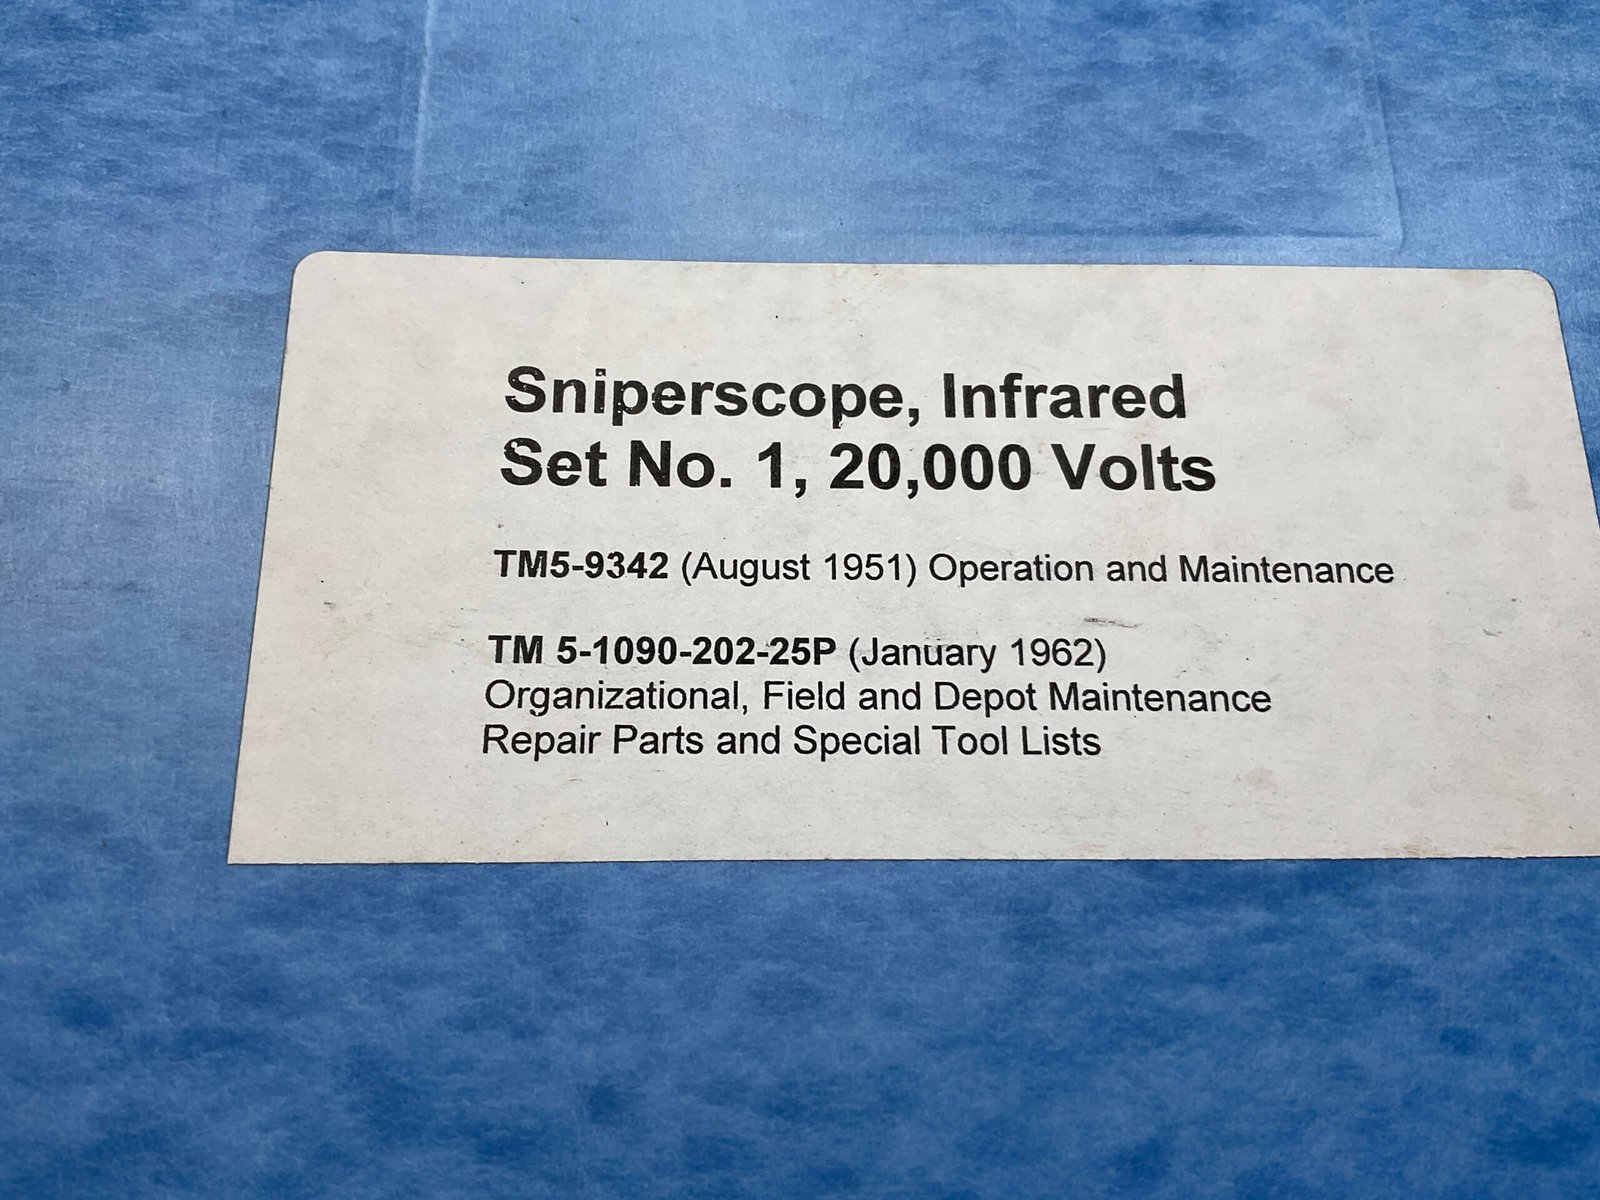 Sniperscope, Infrared
Set No. 1, 20,000 Volts
TM5-9342 (August 1951) Operation and Maintenance
TM 5-1090-202-25P (January 1962)
Organizational, Field and Depot Maintenance
Repair Parts and Special Tool Lists